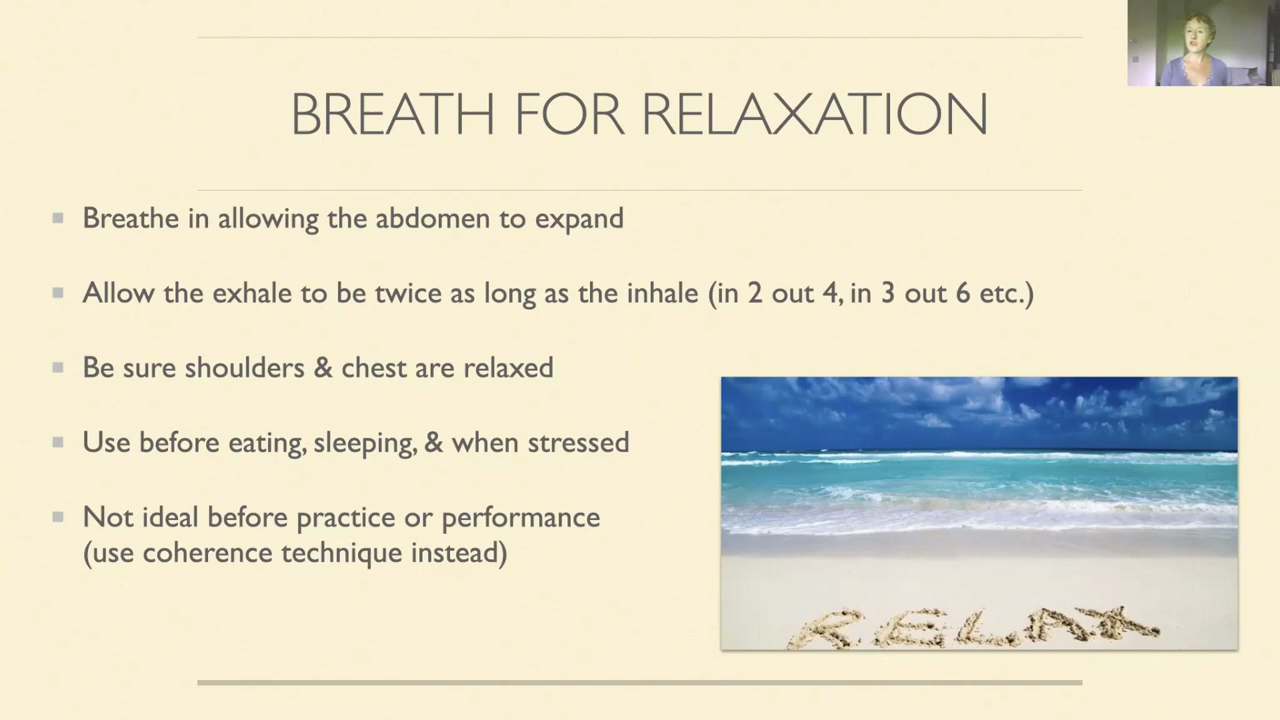 BREATH FOR RELAXATION
Breathe in allowing the abdomen to expand
Allow the exhale to be twice as long as the inhale (in 2 out 4, in 3 out 6 etc.)
Be sure shoulders & chest are relaxed
Use before eating, sleeping, & when stressed
Not ideal before practice or performance
(use coherence technique instead)
RELAX